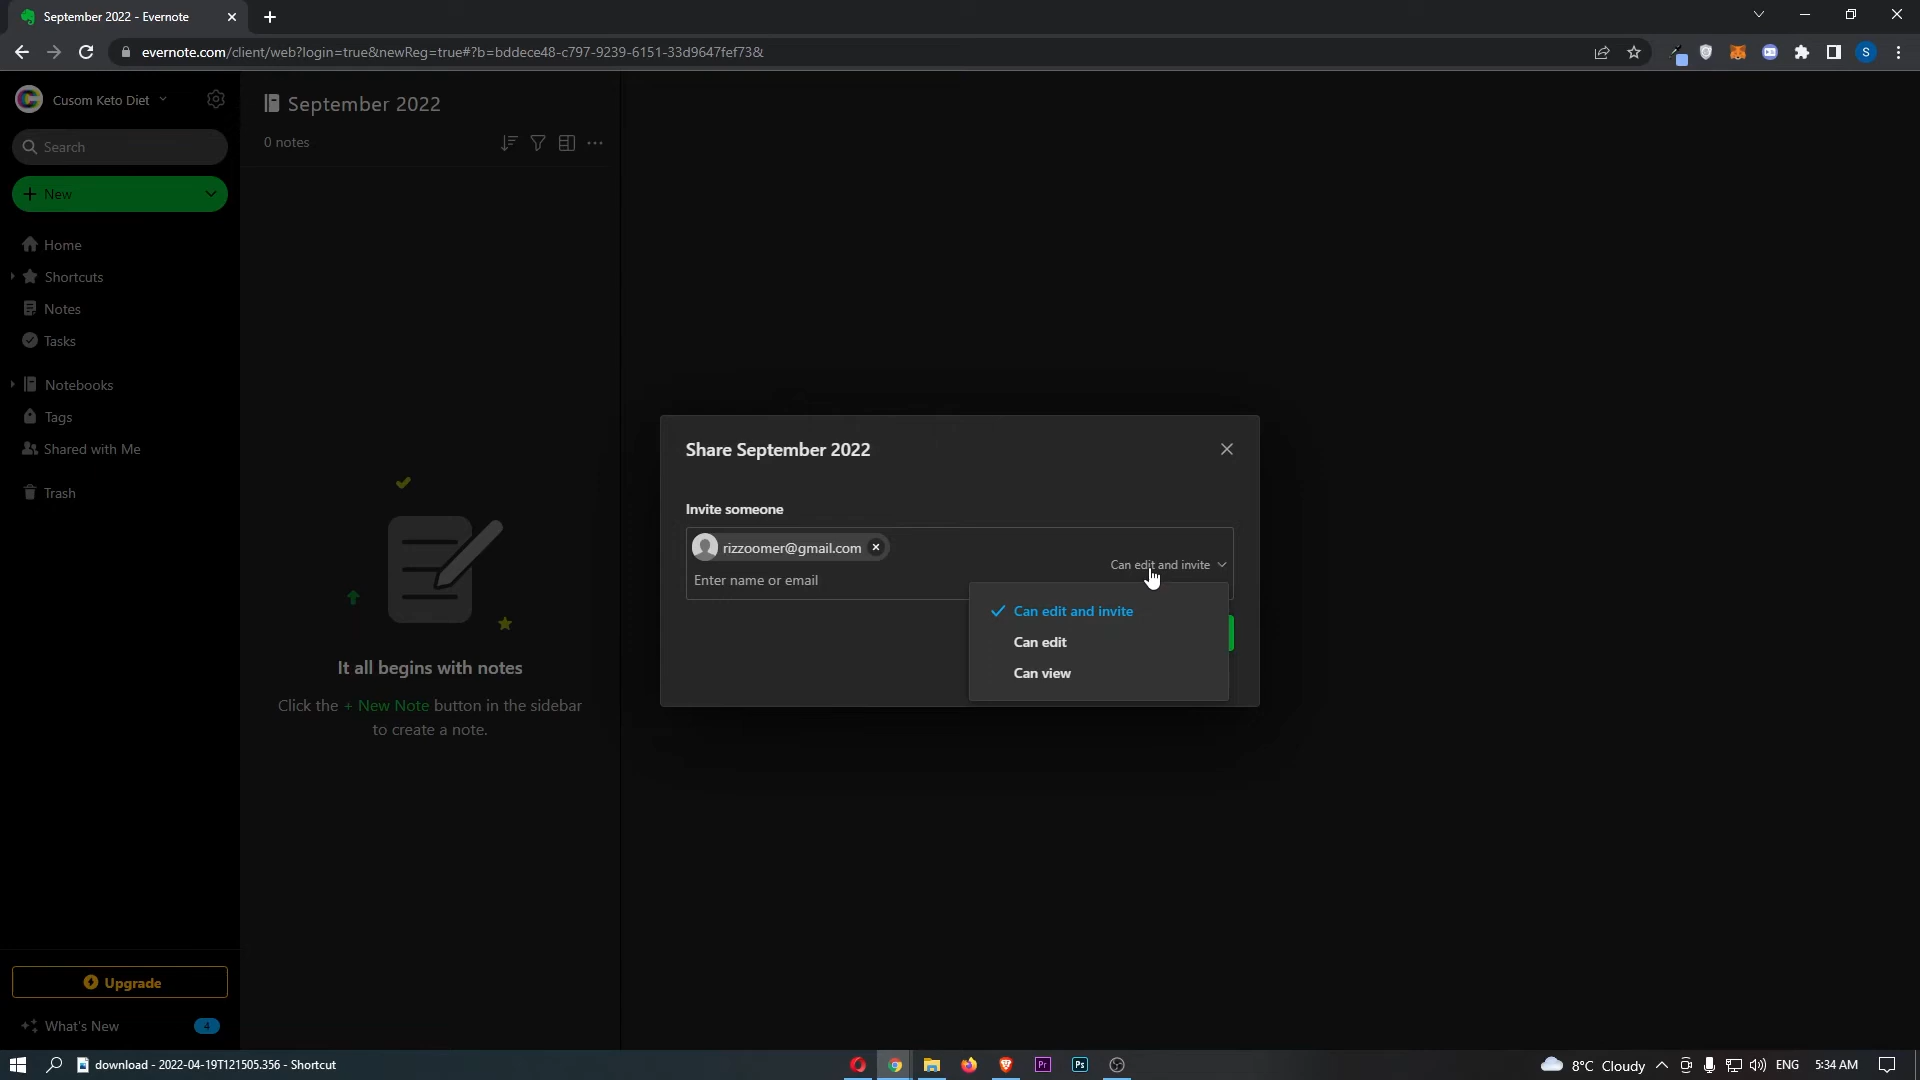 September 2022 - Evernote
evernote.com/client/web?login=true&newReg=true#?b=bddece48-c797-9239-6151-33d9647fef73&
S
Cusom Keto Diet
Search
New
Home
Shortcuts
Notes
Tasks
Notebooks
Tags
Shared with Me
Trash
Upgrade
What's New
4
September 2022
0 notes
It all begins with notes
Click the + New Note button in the sidebar
to create a note.
Share September 2022
Invite someone
rizzoomer@gmail.com
Enter name or email
Can edit and invite
Can edit and invite
Can edit
Can view
download - 2022-04-19T121505.356 - Shortcut
Pr
Ps
8°C Cloudy
ENG
5:34 AM